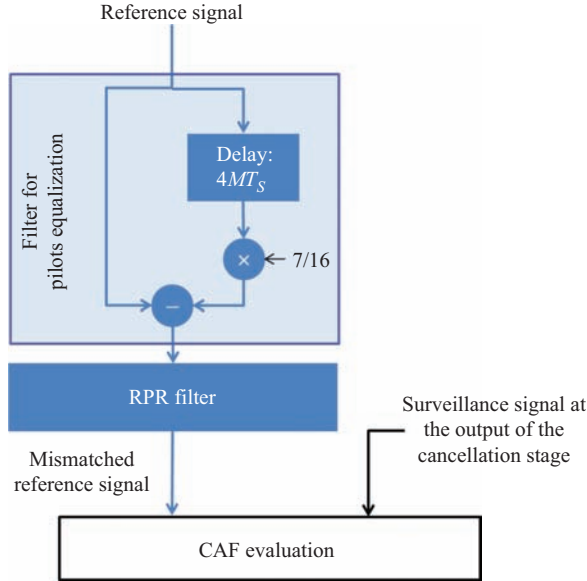 Reference signal
Filter for
pilots equalization
Delay:
4MT_S
×
7/16
−
RPR filter
Surveillance signal at
the output of the
cancellation stage
Mismatched
reference signal
CAF evaluation